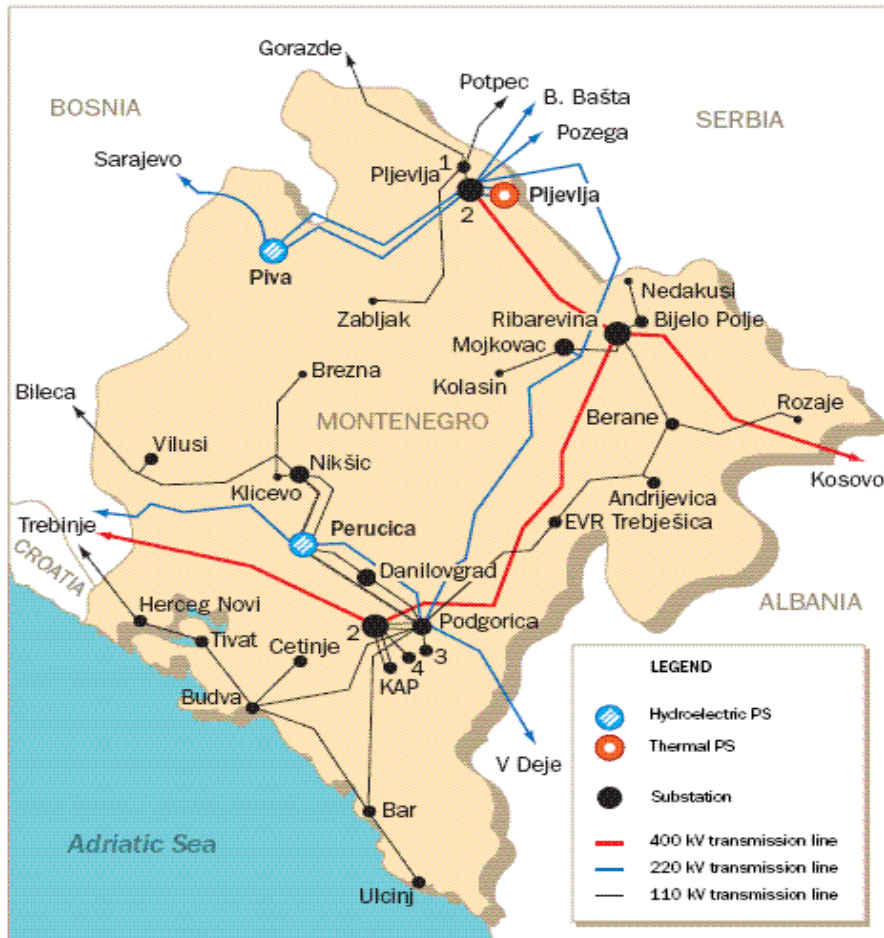 Gorazde
Potpec
B. Bašta
BOSNIA
SERBIA
Pozega
Sarajevo
1
Pljevlja
Pljevlja
2
Piva
Nedakusi
Zabljak
Ribarevina
Bijelo Polje
Mojkovac
Brezna
Kolasin
Bileca
MONTENEGRO
Berane
Rozaje
Vilusi
Nikšic
Kosovo
Klicevo
Andrijevica
Perucica
EVR Trebješica
Trebinje
CROATIA
Danilovgrad
ALBANIA
Herceg Novi
Podgorica
2
Tivat
Cetinje
3
4
KAP
Budva
V Deje
Bar
Adriatic Sea
Ulcinj
LEGEND
Hydroelectric PS
Thermal PS
Substation
400 kV transmission line
220 kV transmission line
110 kV transmission line